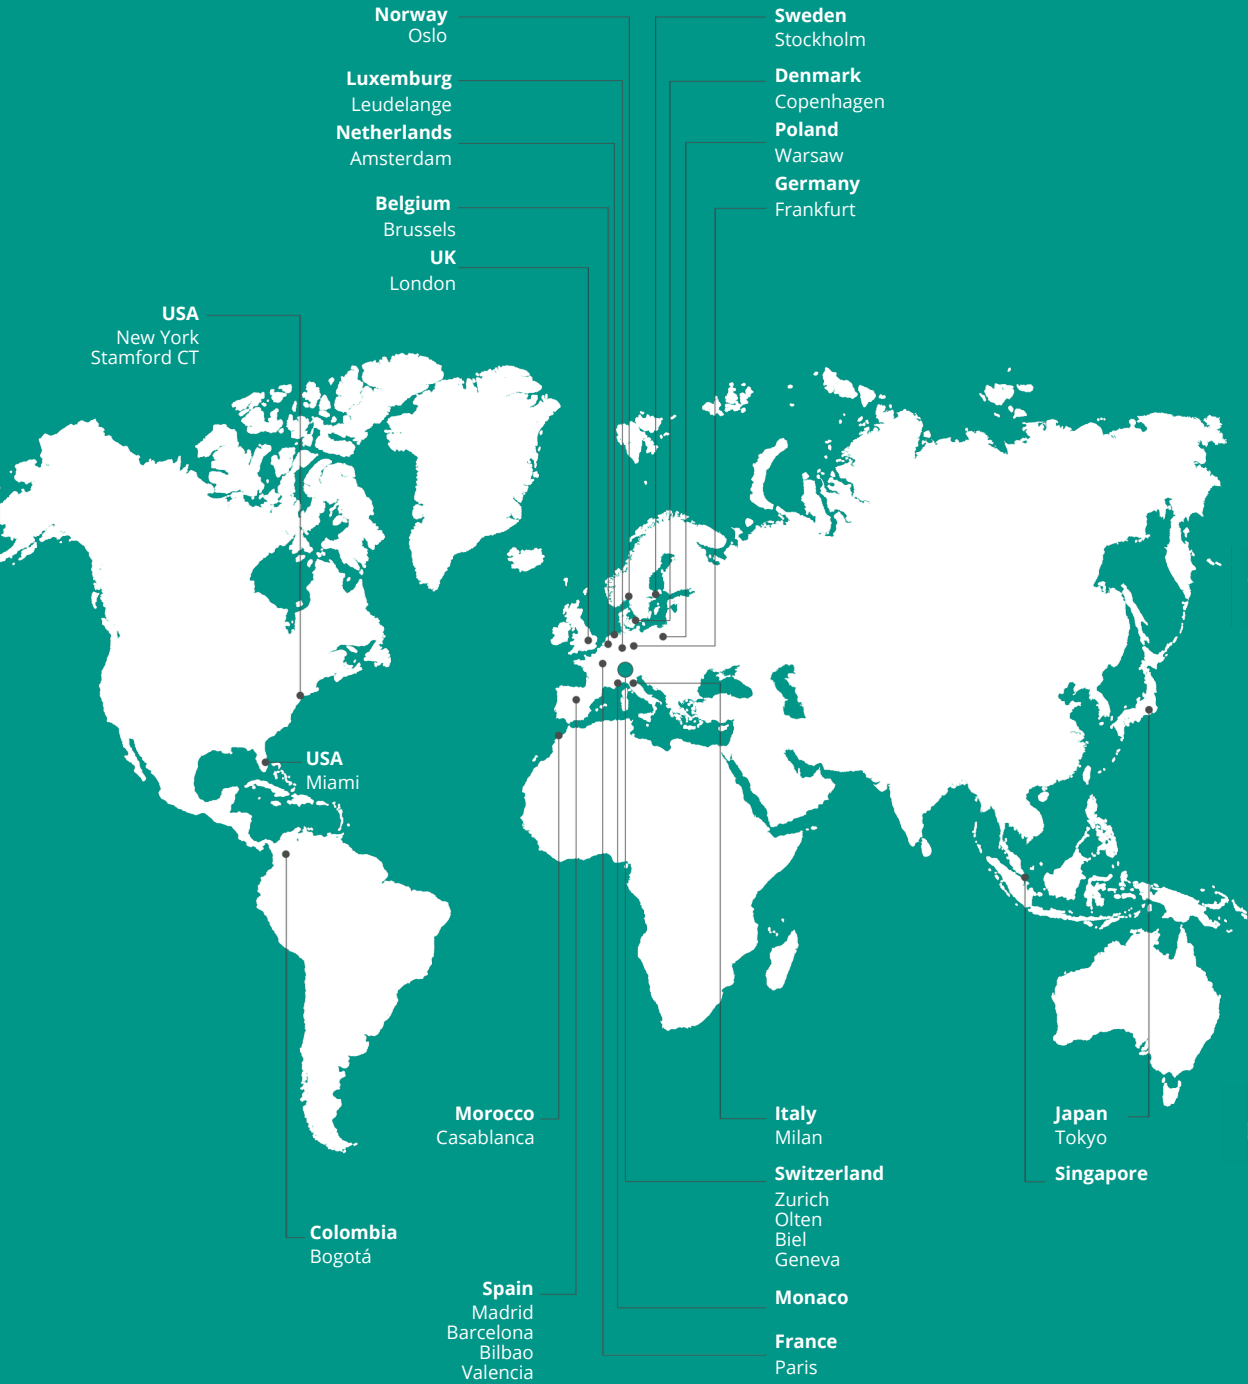 Norway
Oslo
Luxemburg
Leudelange
Netherlands
Amsterdam
Belgium
Brussels
UK
London
USA
New York
Stamford CT
Sweden
Stockholm
Denmark
Copenhagen
Poland
Warsaw
Germany
Frankfurt
USA
Miami
Morocco
Casablanca
Colombia
Bogotá
Spain
Madrid
Barcelona
Bilbao
Valencia
Italy
Milan
Switzerland
Zurich
Olten
Biel
Geneva
Monaco
France
Paris
Japan
Tokyo
Singapore